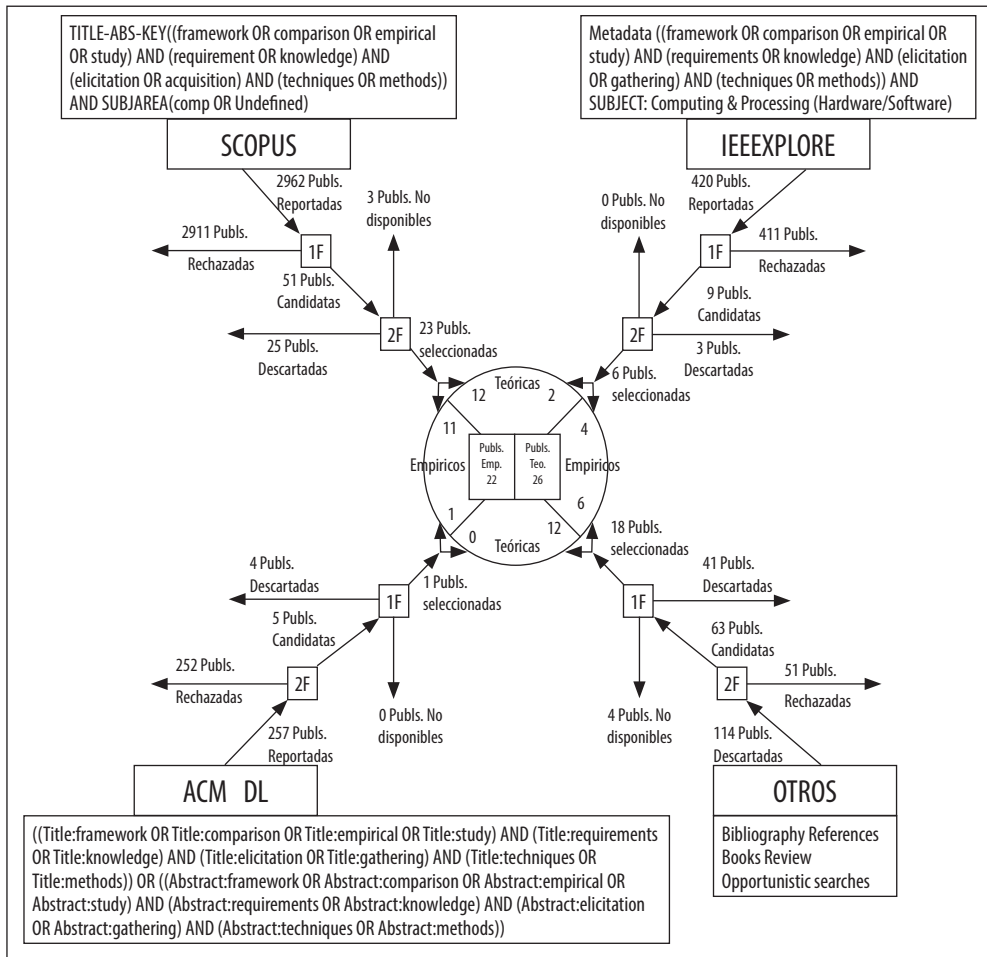 TITLE-ABS-KEY((framework OR comparison OR empirical
OR study) AND (requirement OR knowledge) AND
(elicitation OR acquisition) AND (techniques OR methods))
AND SUBJAREA(comp OR Undefined)
SCOPUS
2962 Publs.
Reportadas
3 Publs. No
disponibles
2911 Publs.
Rechazadas
1F
51 Publs.
Candidatas
2F
25 Publs.
Descartadas
23 Publs.
seleccionadas
Metadata ((framework OR comparison OR empirical OR
study) AND (requirements OR knowledge) AND (elicitation
OR gathering) AND (techniques OR methods)) AND
SUBJECT: Computing & Processing (Hardware/Software)
IEEEXPLORE
420 Publs.
Reportadas
0 Publs. No
disponibles
411 Publs.
Rechazadas
1F
9 Publs.
Candidatas
2F
3 Publs.
Descartadas
6 Publs.
seleccionadas
Teóricas
12
2
11
4
Empiricos
Publs.
Emp.
22
Publs.
Teo.
26
Empiricos
1
6
0
12
Teóricas
4 Publs.
Descartadas
1 Publs.
seleccionadas
1F
5 Publs.
Candidatas
252 Publs.
Rechazadas
2F
0 Publs. No
disponibles
257 Publs.
Reportadas
ACM DL
((Title:framework OR Title:comparison OR Title:empirical OR Title:study) AND (Title:requirements
OR Title:knowledge) AND (Title:elicitation OR Title:gathering) AND (Title:techniques OR
Title:methods)) OR ((Abstract:framework OR Abstract:comparison OR Abstract:empirical OR
Abstract:study) AND (Abstract:requirements OR Abstract:knowledge) AND (Abstract:elicitation
OR Abstract:gathering) AND (Abstract:techniques OR Abstract:methods))
18 Publs.
seleccionadas
41 Publs.
Descartadas
1F
63 Publs.
Candidatas
51 Publs.
Rechazadas
2F
4 Publs. No
disponibles
114 Publs.
Descartadas
OTROS
Bibliography References
Books Review
Opportunistic searches